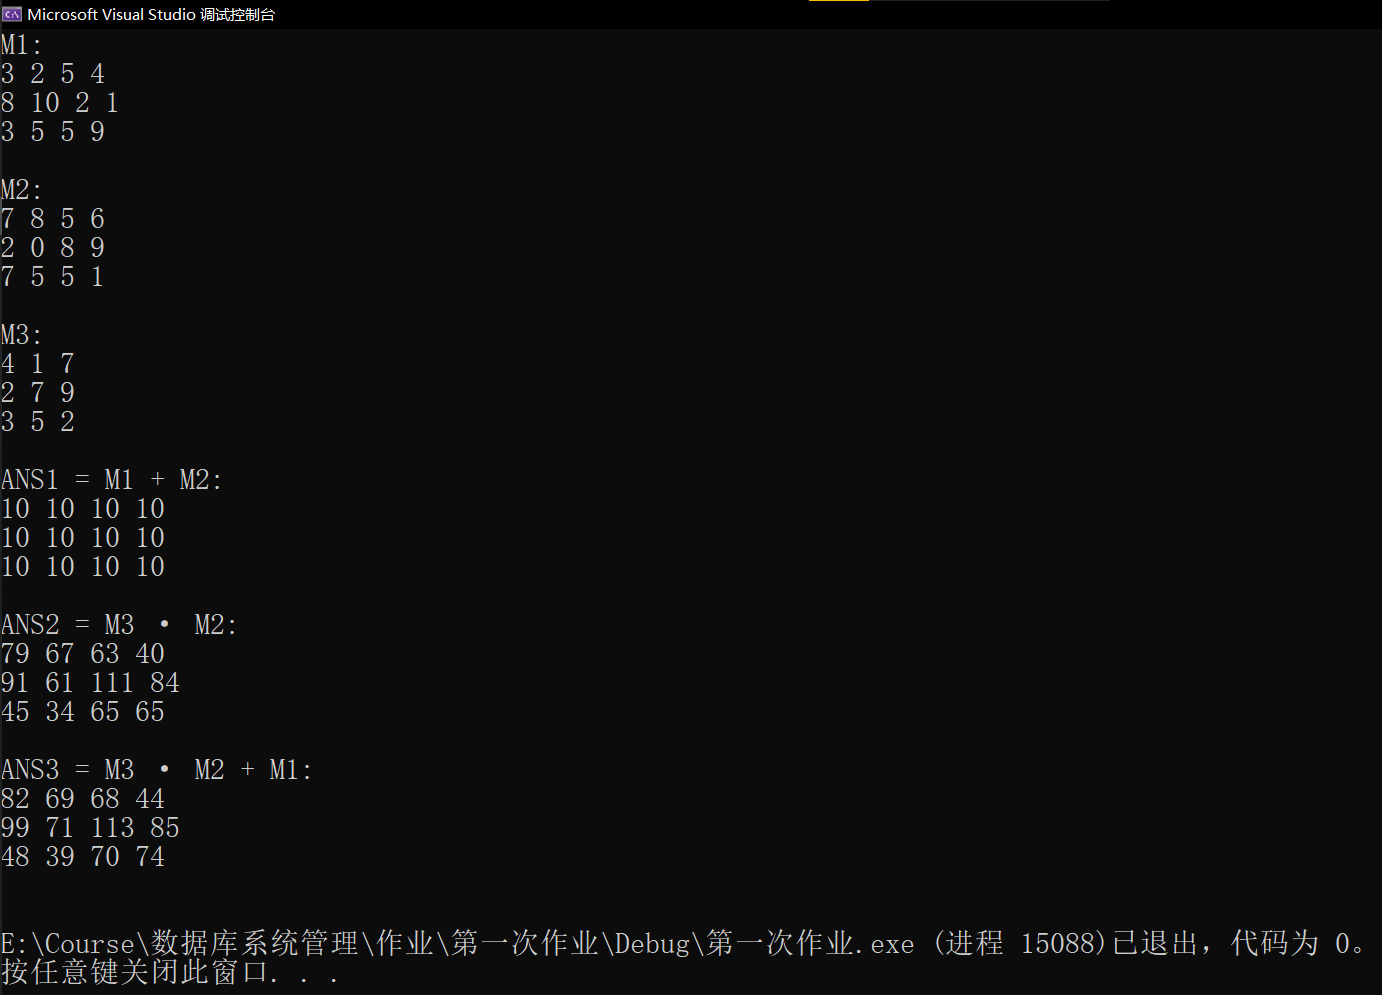 Microsoft Visual Studio 调试控制台
M1:
3 2 5 4
8 10 2 1
3 5 5 9
M2:
7 8 5 6
2 0 8 9
7 5 5 1
M3:
4 1 7
2 7 9
3 5 2
ANS1 = M1 + M2:
10 10 10 10
10 10 10 10
10 10 10 10
ANS2 = M3 · M2:
79 67 63 40
91 61 111 84
45 34 65 65
ANS3 = M3 · M2 + M1:
82 69 68 44
99 71 113 85
48 39 70 74
E:\Course\数据库系统管理\作业\第一次作业\Debug\第一次作业.exe (进程 15088)已退出，代码为 0。
按任意键关闭此窗口. . .